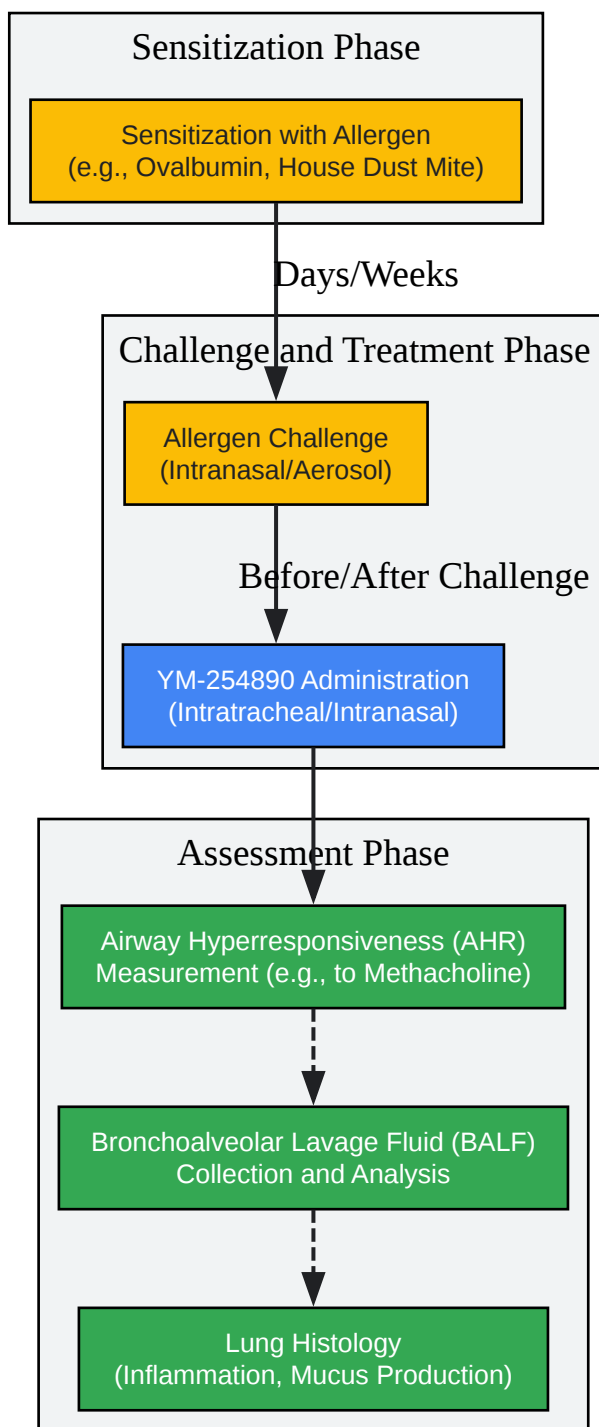 Sensitization Phase
Sensitization with Allergen
(e.g., Ovalbumin, House Dust Mite)
Days/Weeks
Challenge and Treatment Phase
Allergen Challenge
(Intranasal/Aerosol)
Before/After Challenge
YM-254890 Administration
(Intratracheal/Intranasal)
Assessment Phase
Airway Hyperresponsiveness (AHR)
Measurement (e.g., to Methacholine)
Bronchoalveolar Lavage Fluid (BALF)
Collection and Analysis
Lung Histology
(Inflammation, Mucus Production)